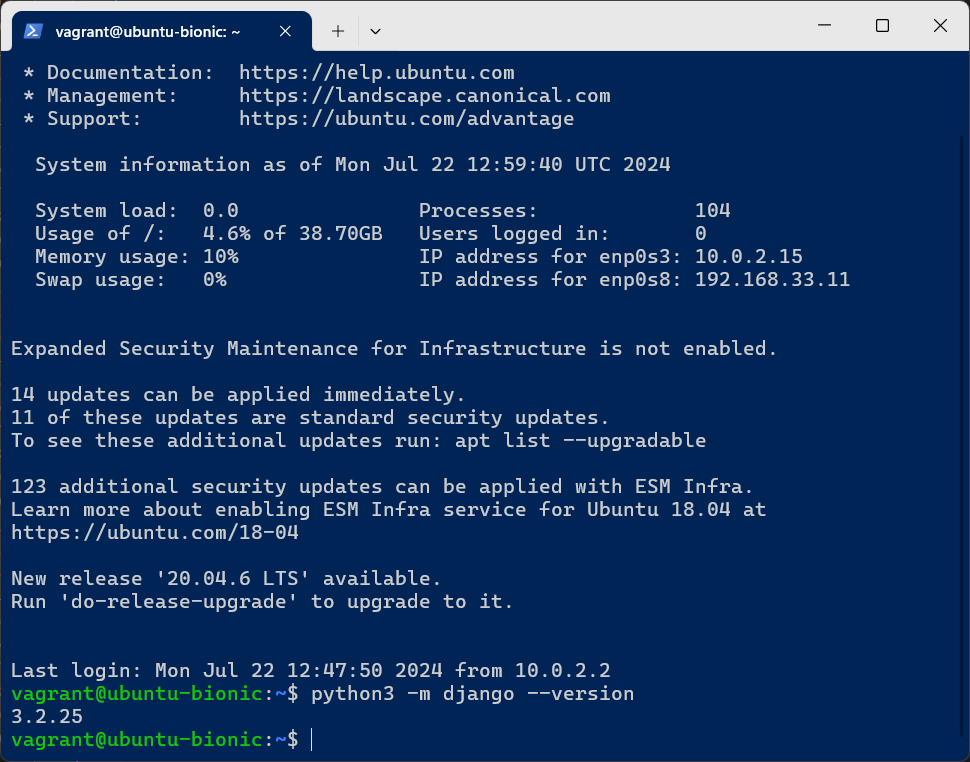 vagrant@ubuntu-bionic: ~
* Documentation:  https://help.ubuntu.com
* Management:     https://landscape.canonical.com
* Support:        https://ubuntu.com/advantage
System information as of Mon Jul 22 12:59:40 UTC 2024
System load:  0.0               Processes:             104
Usage of /:   4.6% of 38.70GB   Users logged in:       0
Memory usage: 10%               IP address for enp0s3: 10.0.2.15
Swap usage:   0%                IP address for enp0s8: 192.168.33.11
Expanded Security Maintenance for Infrastructure is not enabled.
14 updates can be applied immediately.
11 of these updates are standard security updates.
To see these additional updates run: apt list --upgradable
123 additional security updates can be applied with ESM Infra.
Learn more about enabling ESM Infra service for Ubuntu 18.04 at
https://ubuntu.com/18-04
New release '20.04.6 LTS' available.
Run 'do-release-upgrade' to upgrade to it.
Last login: Mon Jul 22 12:47:50 2024 from 10.0.2.2
vagrant@ubuntu-bionic:~$ python3 -m django --version
3.2.25
vagrant@ubuntu-bionic:~$